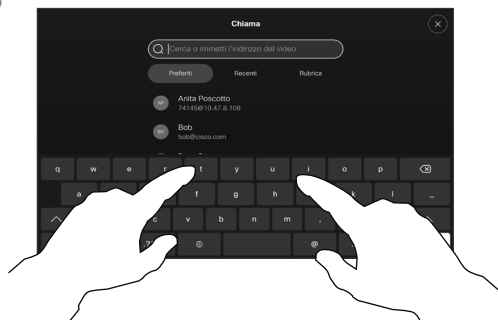 Chiama
Cerca o immetti l'indirizzo del video
Preferiti Recenti Rubrica
AP Anita Poscotto
74145@10.47.8.108
BO Bob
bob@cisco.com
q w e r t y u i o p
a f g h k l _
c v b n m ,
.?1 @